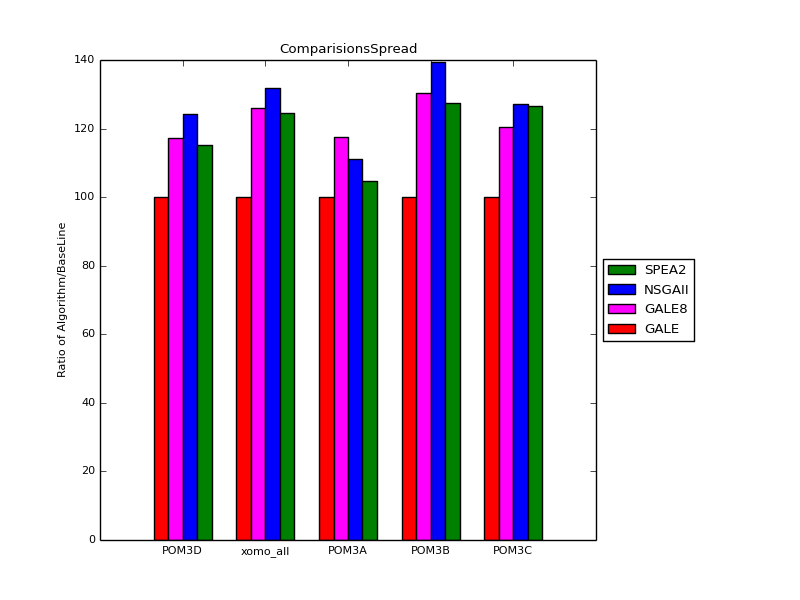 ComparisionsSpread
140
120
100
80
60
40
20
0
Ratio of Algorithm/BaseLine
POM3D xomo_all POM3A POM3B POM3C
SPEA2
NSGAII
GALE8
GALE